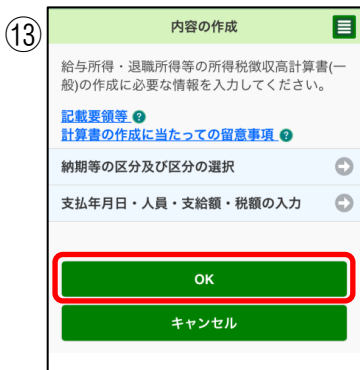 ⑬
内容の作成
給与所得・退職所得等の所得税徴収高計算書(一
般)の作成に必要な情報を入力してください。
記載要領等 ?
計算書の作成に当たっての留意事項 ?
納期等の区分及び区分の選択
支払年月日・人員・支給額・税額の入力
OK
キャンセル